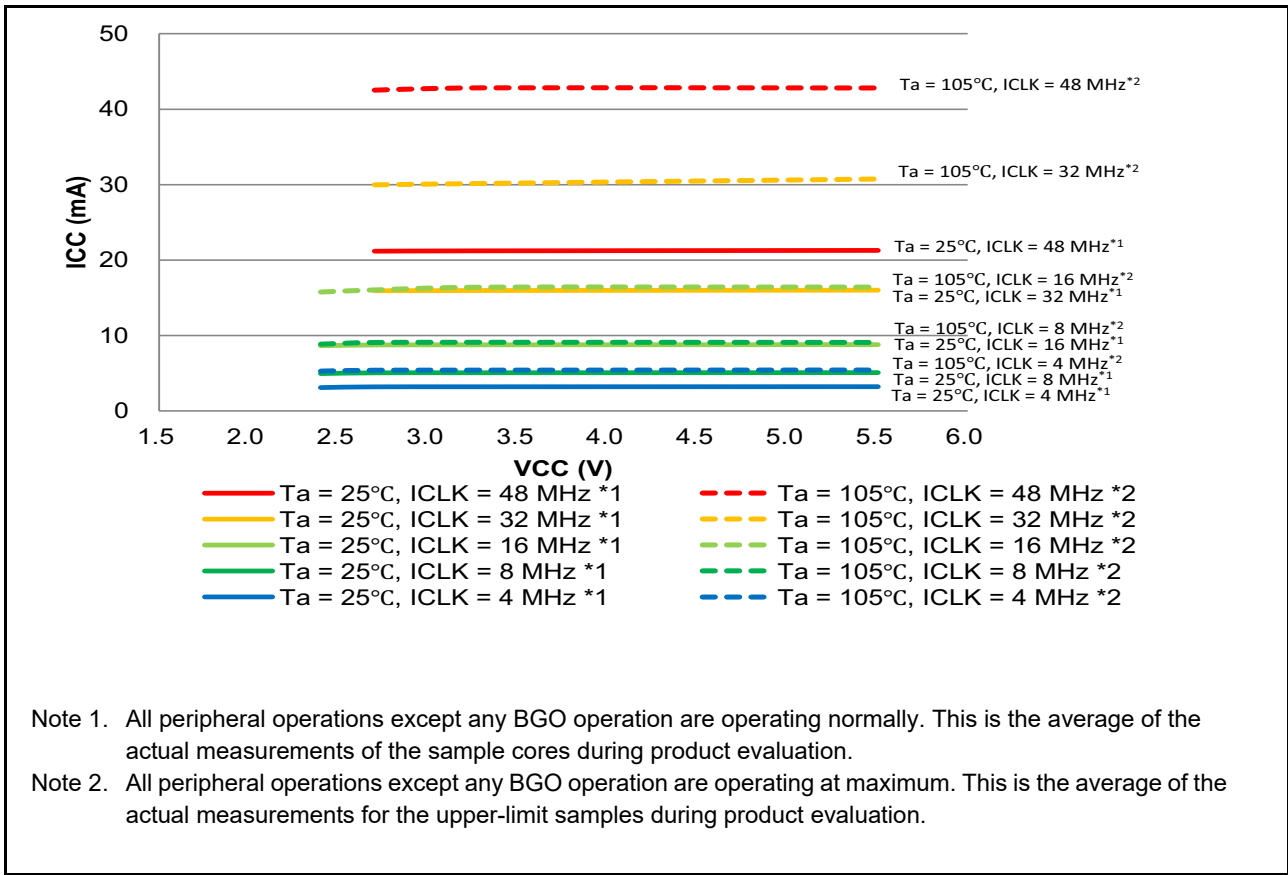 50
40
30
20
10
0
ICC (mA)
1.5 2.0 2.5 3.0 3.5 4.0 4.5 5.0 5.5 6.0
VCC (V)
Ta = 105℃, ICLK = 48 MHz*2
Ta = 105℃, ICLK = 32 MHz*2
Ta = 25℃, ICLK = 48 MHz*1
Ta = 105℃, ICLK = 16 MHz*2
Ta = 25℃, ICLK = 32 MHz*1
Ta = 105℃, ICLK = 8 MHz*2
Ta = 25℃, ICLK = 16 MHz*1
Ta = 105℃, ICLK = 4 MHz*2
Ta = 25℃, ICLK = 8 MHz*1
Ta = 25℃, ICLK = 4 MHz*1
Ta = 25℃, ICLK = 48 MHz *1
Ta = 105℃, ICLK = 48 MHz *2
Ta = 25℃, ICLK = 32 MHz *1
Ta = 105℃, ICLK = 32 MHz *2
Ta = 25℃, ICLK = 16 MHz *1
Ta = 105℃, ICLK = 16 MHz *2
Ta = 25℃, ICLK = 8 MHz *1
Ta = 105℃, ICLK = 8 MHz *2
Ta = 25℃, ICLK = 4 MHz *1
Ta = 105℃, ICLK = 4 MHz *2
Note 1. All peripheral operations except any BGO operation are operating normally. This is the average of the
actual measurements of the sample cores during product evaluation.
Note 2. All peripheral operations except any BGO operation are operating at maximum. This is the average of the
actual measurements for the upper-limit samples during product evaluation.